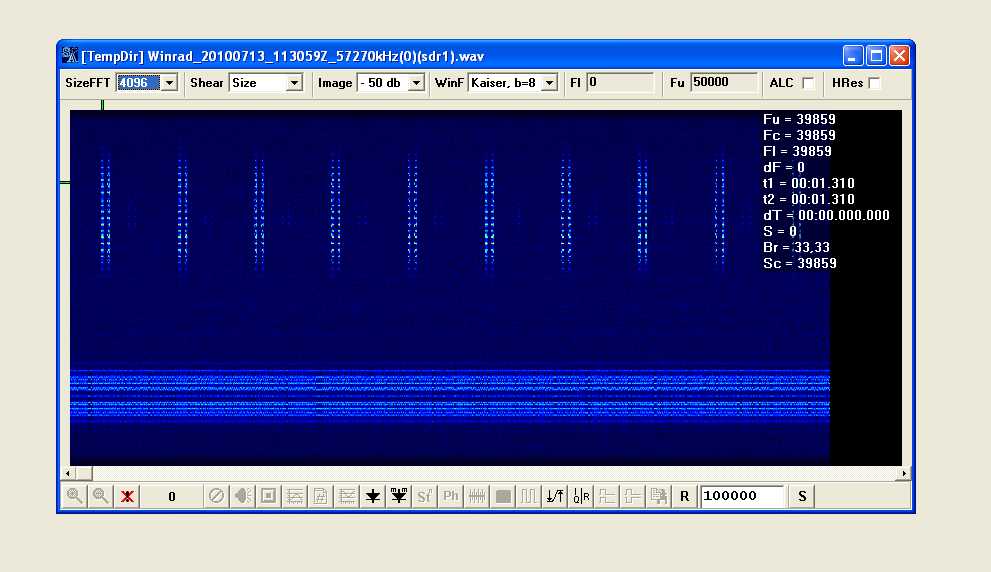 [TempDir] Winrad_20100713_113059Z_57270kHz(0)(sdr1).wav
SizeFFT 4096 Shear Size Image - 50 db WinF Kaiser, b=8 Fl 0 Fu 50000 ALC HRes
Fu = 39859
Fc = 39859
Fl = 39859
dF = 0
t1 = 00:01.310
t2 = 00:01.310
dT = 00:00.000.000
S = 0
Br = 33,33
Sc = 39859
0 Sf Ph I Q R R 100000 S